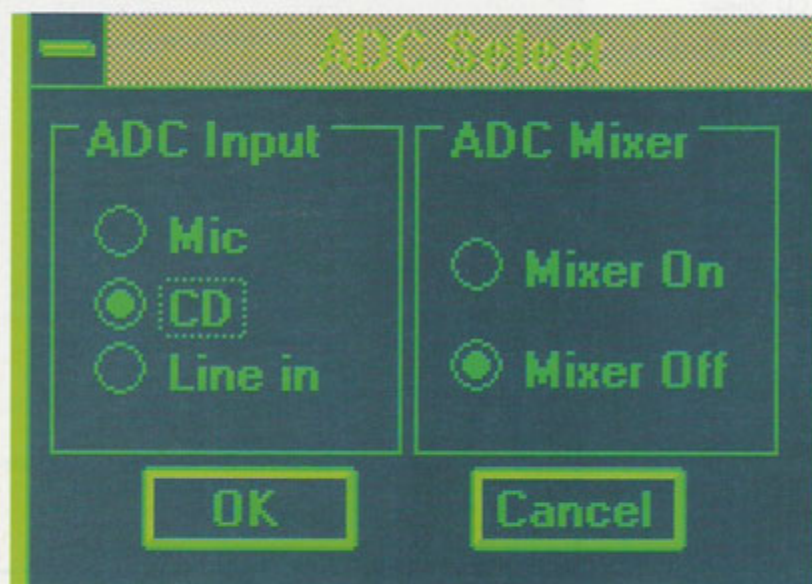 ADC Select
ADC Input
Mic
CD
Line in
ADC Mixer
Mixer On
Mixer Off
OK
Cancel